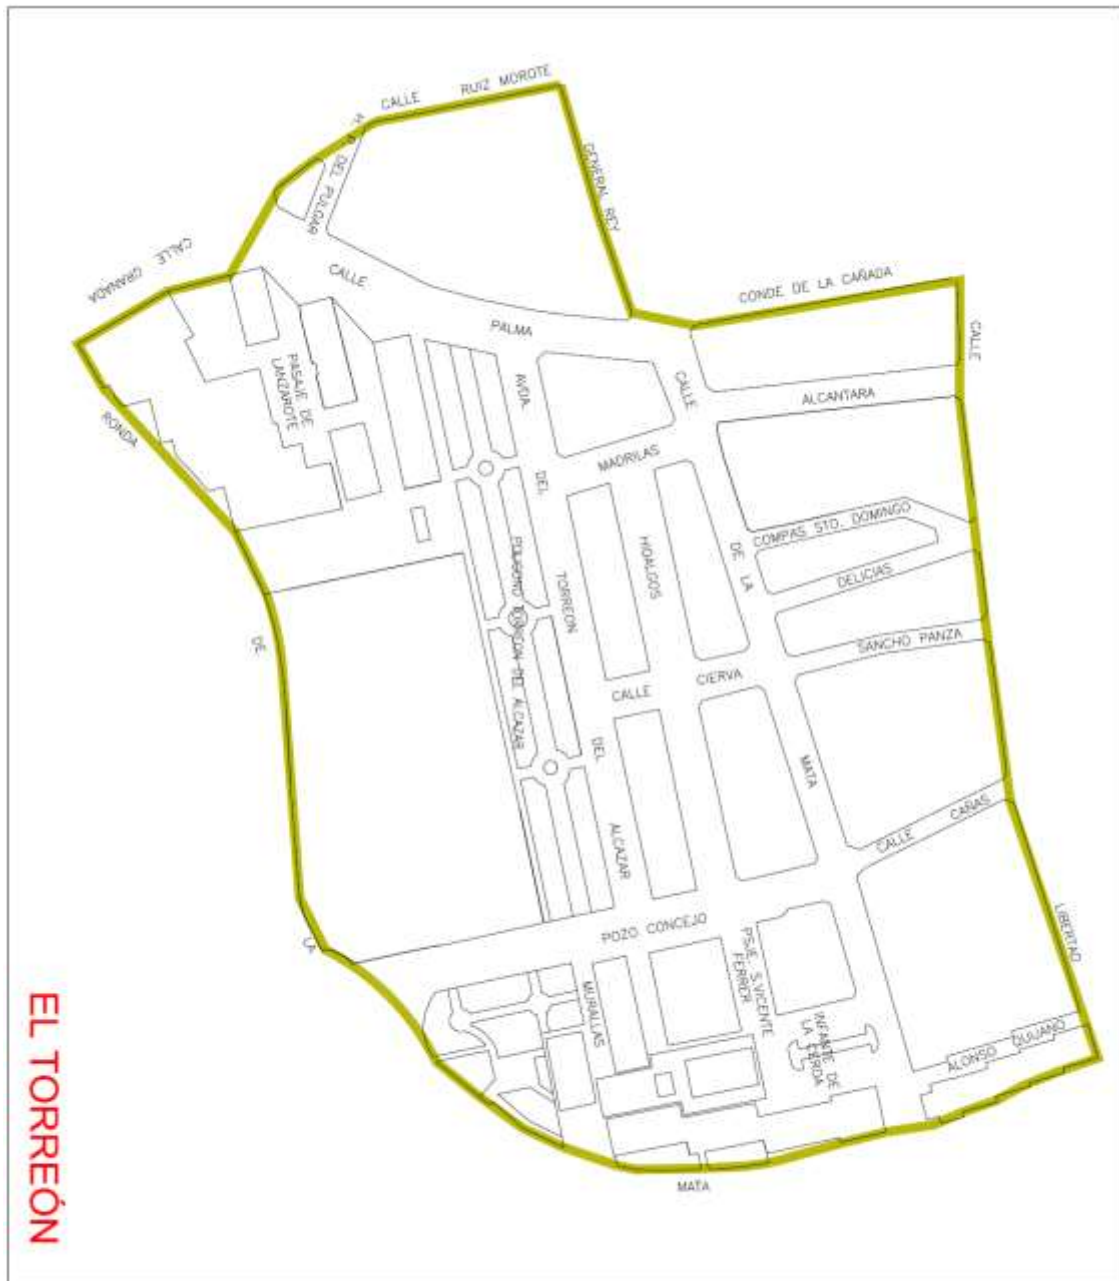 CALLE RUIZ MOROTE
H. P. DEL PULGAR
GENERAL REY
CALLE GRANADA
CALLE
PALMA
CONDE DE LA CAÑADA
CALLE
PASAJE DE
LANZAROTE
AVDA.
CALLE
ALCANTARA
RONDA
MADRILAS
DEL
COMPAS STO. DOMINGO
HIDALGOS
DE LA
DELICIAS
TORREON
SANCHO PANZA
DE
CALLE
CIERVA
DEL
MATA
CALLE CAÑAS
ALCAZAR
POZO CONCEJO
LIBERTAD
LA
PSJE. S.VICENTE
FERRER
MURALLAS
INFANTE DE
LA CERDA
ALONSO QUIJANO
MATA
EL TORREÓN